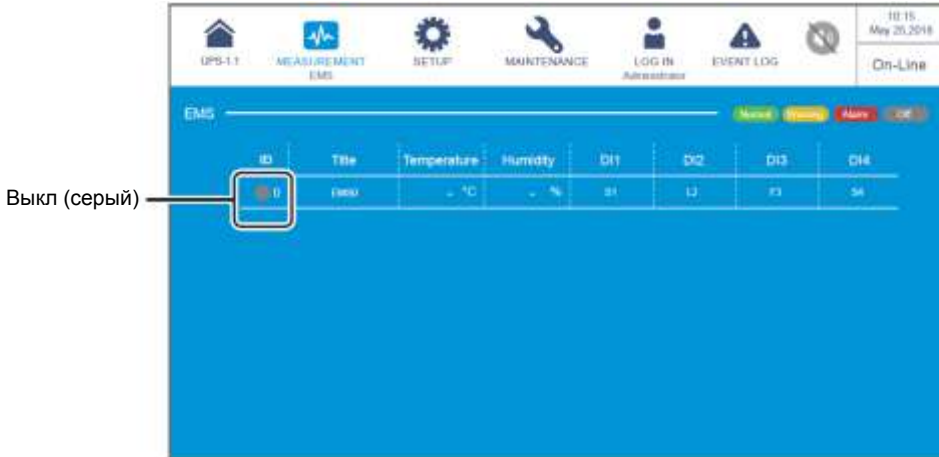 10:15
May 25,2018
UPS-1.1 MEASUREMENT SETUP MAINTENANCE LOG IN EVENT LOG
EMS Administrator
On-Line
EMS Normal Warning Alarm Off
ID Title Temperature Humidity DI1 DI2 DI3 DI4
Выкл (серый)
0 - °C - %